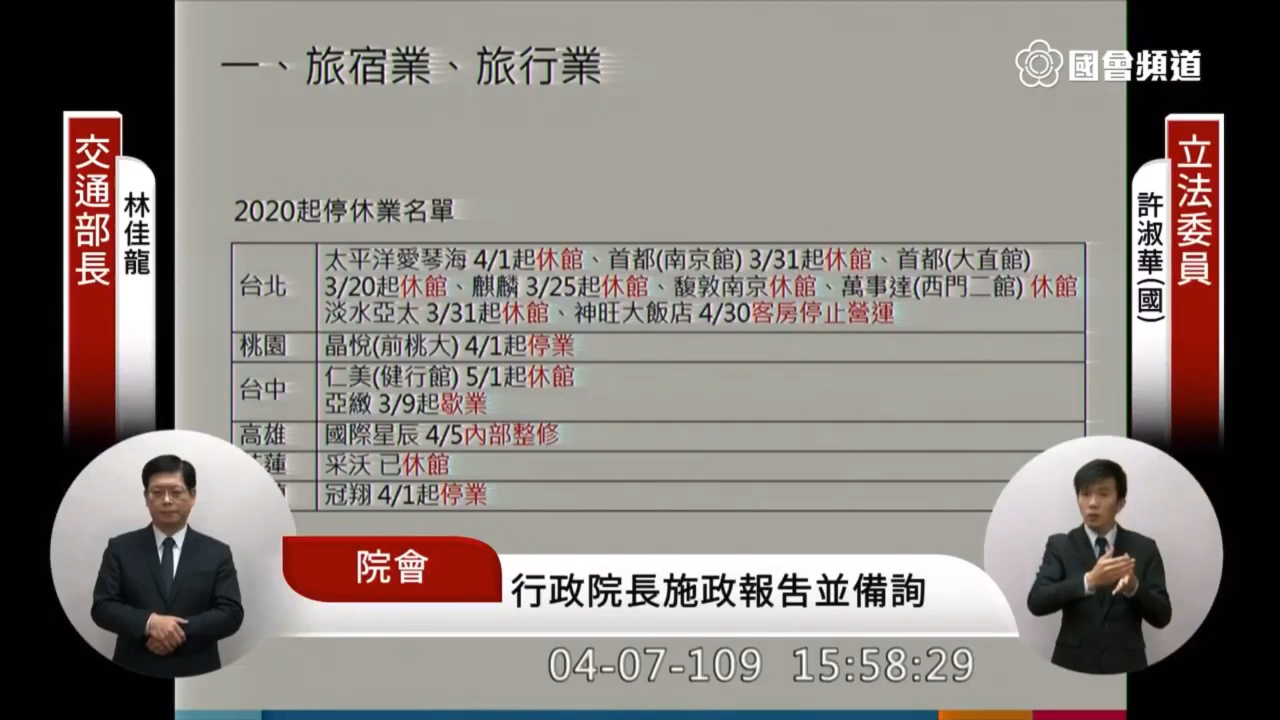 一、旅宿業、旅行業
國會頻道
交通部長
林佳龍
立法委員
許淑華(國)
2020起停休業名單
台北
太平洋愛琴海 4/1起休館、首都(南京館) 3/31起休館、首都(大直館)
3/20起休館、麒麟 3/25起休館、馥敦南京休館、萬事達(西門二館) 休館
淡水亞太 3/31起休館、神旺大飯店 4/30客房停止營運
桃園
晶悅(前桃大) 4/1起停業
台中
仁美(健行館) 5/1起休館
亞緻 3/9起歇業
高雄
國際星辰 4/5內部整修
蓮
采沃 已休館
冠翔 4/1起停業
院會
行政院長施政報告並備詢
04-07-109 15:58:29